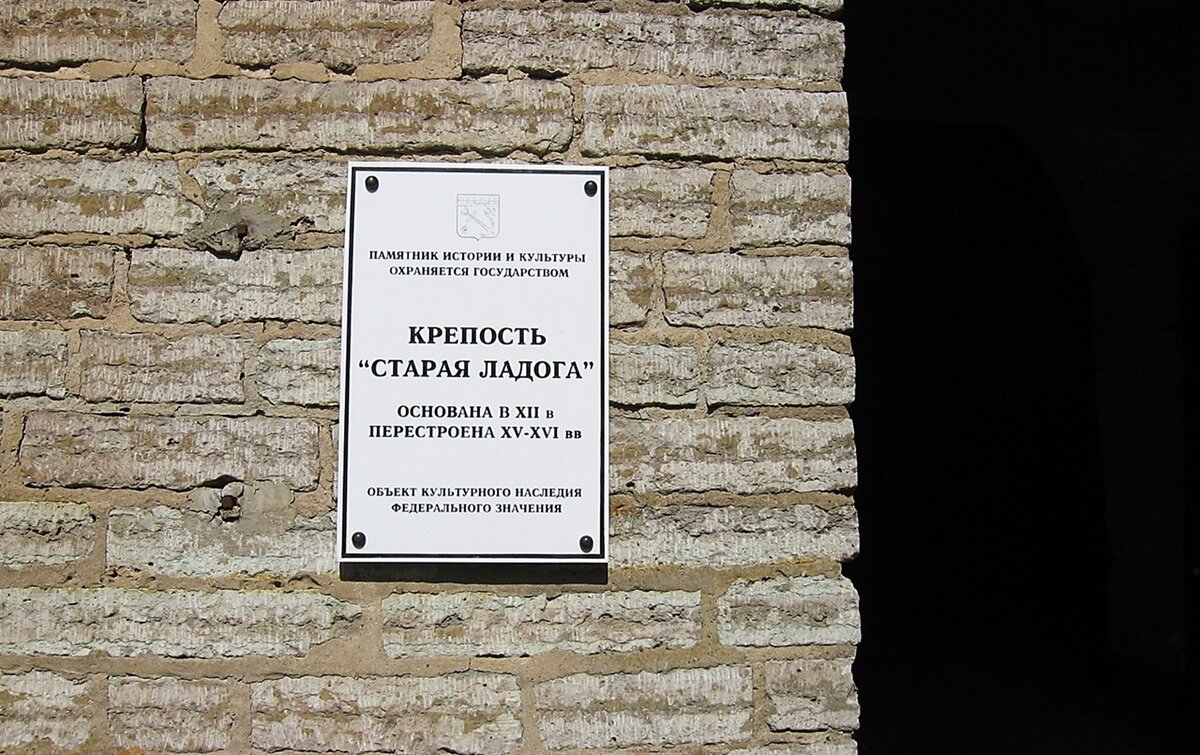 ПАМЯТНИК ИСТОРИИ И КУЛЬТУРЫ
ОХРАНЯЕТСЯ ГОСУДАРСТВОМ
КРЕПОСТЬ
“СТАРАЯ ЛАДОГА”
ОСНОВАНА В XII в
ПЕРЕСТРОЕНА XV-XVI вв
ОБЪЕКТ КУЛЬТУРНОГО НАСЛЕДИЯ
ФЕДЕРАЛЬНОГО ЗНАЧЕНИЯ